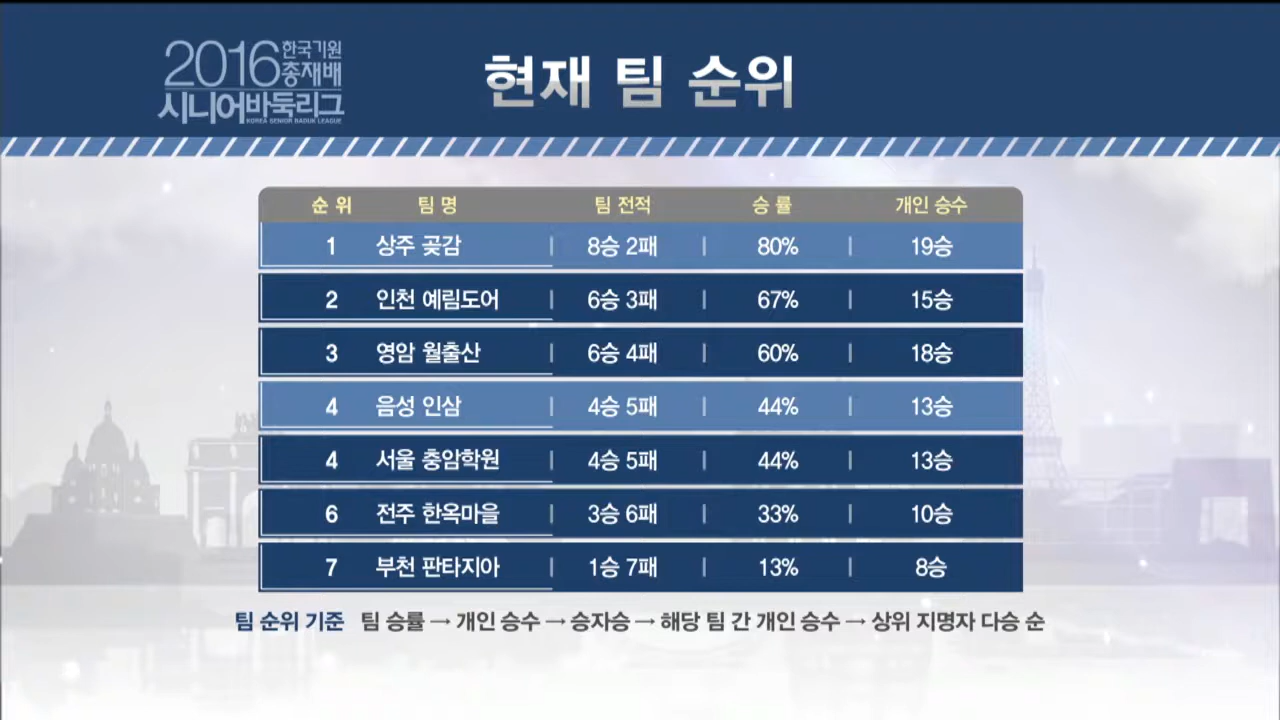 2016 한국기원
총재배
시니어바둑리그
KOREA SENIOR BADUK LEAGUE
현재 팀 순위
순 위 팀 명 팀 전적 승 률 개인 승수
1 상주 곶감 8승 2패 80% 19승
2 인천 예림도어 6승 3패 67% 15승
3 영암 월출산 6승 4패 60% 18승
4 음성 인삼 4승 5패 44% 13승
4 서울 충암학원 4승 5패 44% 13승
6 전주 한옥마을 3승 6패 33% 10승
7 부천 판타지아 1승 7패 13% 8승
팀 순위 기준 팀 승률 → 개인 승수 → 승자승 → 해당 팀 간 개인 승수 → 상위 지명자 다승 순